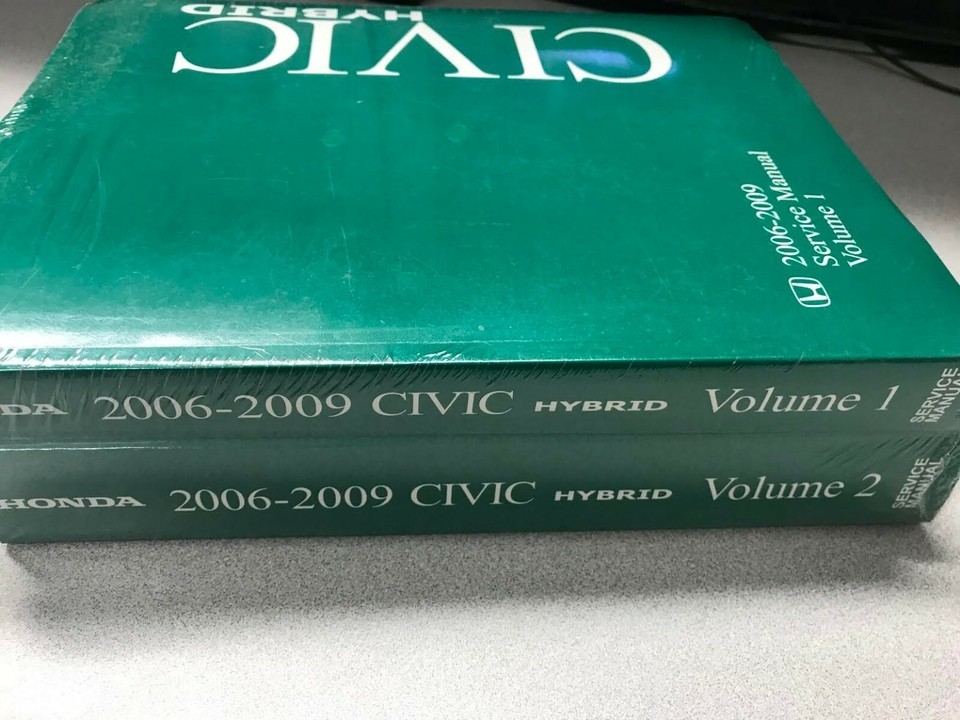 CIVIC
HYBRID
2006-2009
Service Manual
Volume 1
DA 2006-2009 CIVIC HYBRID Volume 1 SERVICE MANUAL
HONDA 2006-2009 CIVIC HYBRID Volume 2 SERVICE MANUAL